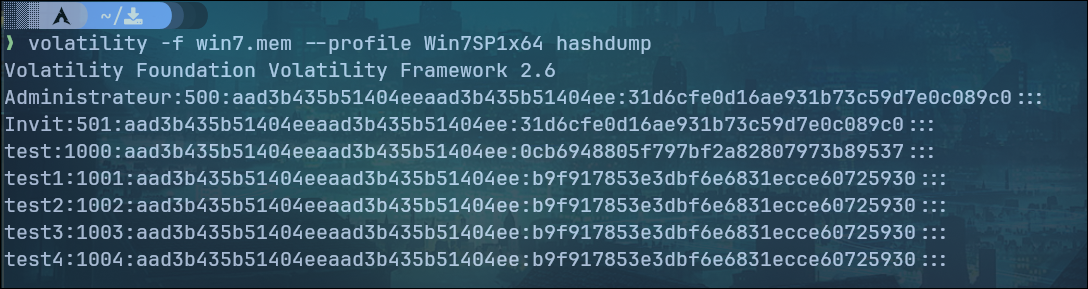 ~/
❯ volatility -f win7.mem --profile Win7SP1x64 hashdump
Volatility Foundation Volatility Framework 2.6
Administrateur:500:aad3b435b51404eeaad3b435b51404ee:31d6cfe0d16ae931b73c59d7e0c089c0:::
Invit:501:aad3b435b51404eeaad3b435b51404ee:31d6cfe0d16ae931b73c59d7e0c089c0:::
test:1000:aad3b435b51404eeaad3b435b51404ee:0cb6948805f797bf2a82807973b89537:::
test1:1001:aad3b435b51404eeaad3b435b51404ee:b9f917853e3dbf6e6831ecce60725930:::
test2:1002:aad3b435b51404eeaad3b435b51404ee:b9f917853e3dbf6e6831ecce60725930:::
test3:1003:aad3b435b51404eeaad3b435b51404ee:b9f917853e3dbf6e6831ecce60725930:::
test4:1004:aad3b435b51404eeaad3b435b51404ee:b9f917853e3dbf6e6831ecce60725930:::